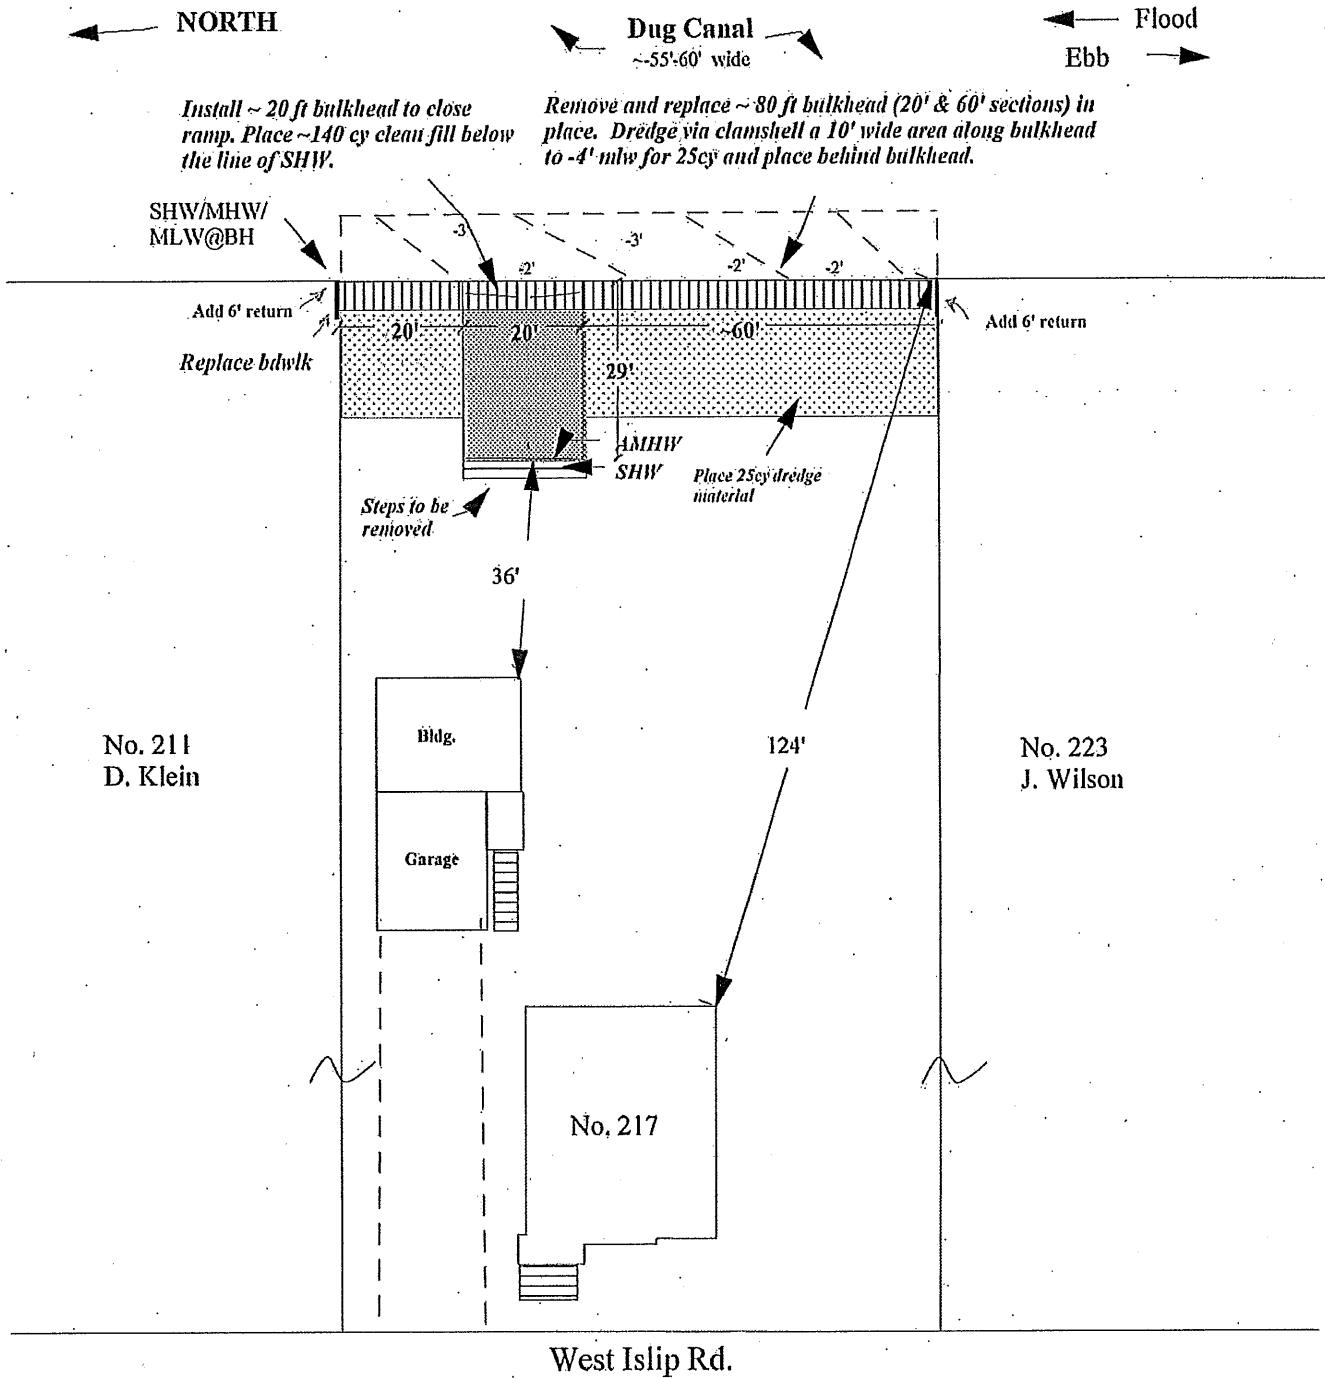 NORTH
Dug Canal
~-55'-60' wide
Flood
Ebb
Install ~ 20 ft bulkhead to close
ramp. Place ~140 cy clean fill below
the line of SHW.
Remove and replace ~ 80 ft bulkhead (20' & 60' sections) in
place. Dredge via clamshell a 10' wide area along bulkhead
to -4' mlw for 25cy and place behind bulkhead.
SHW/MHW/
MLW@BH
-3'
-3'
-2'
-2'
-2'
Add 6' return
20'
20'
~60'
Add 6' return
Replace bdwlk
29'
AMHW
SHW
Place 25cy dredge
material
Steps to be
removed
36'
Bldg.
No. 211
D. Klein
124'
No. 223
J. Wilson
Garage
No. 217
West Islip Rd.